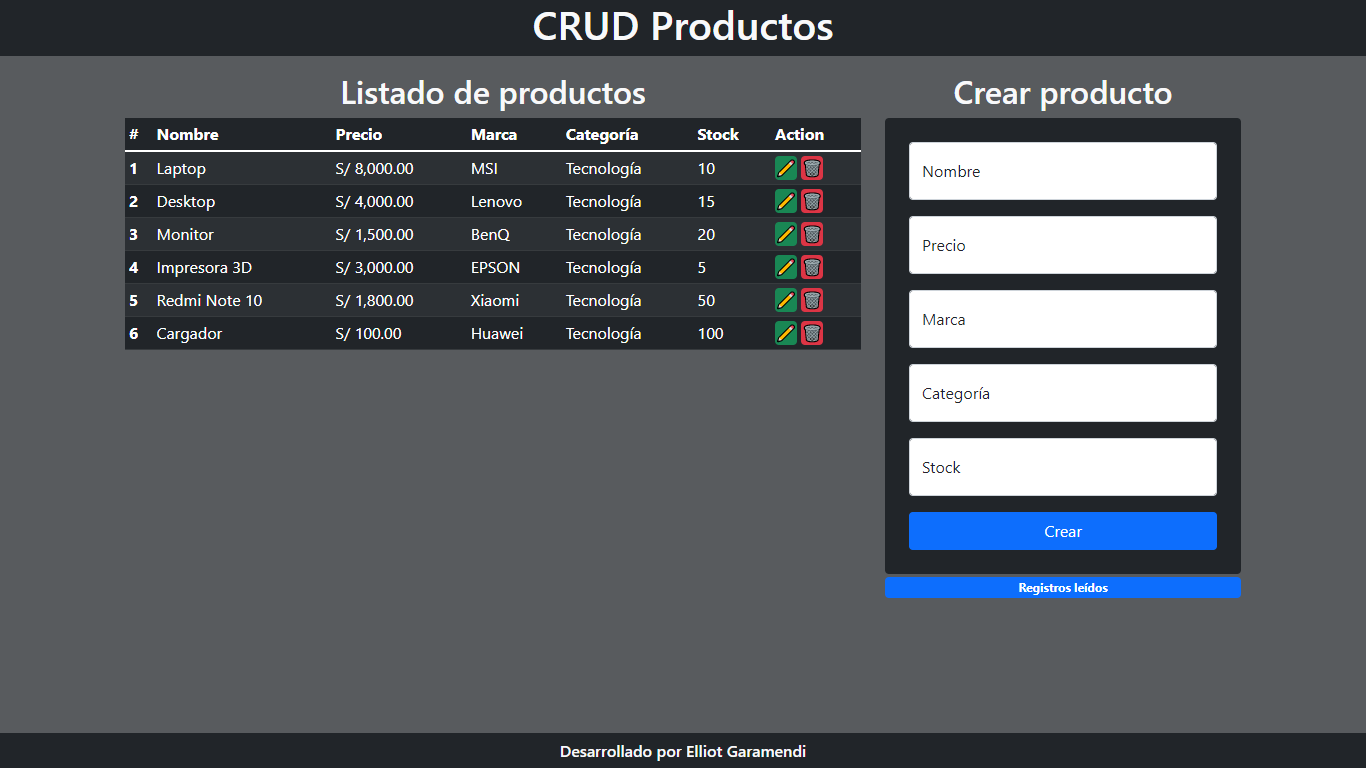 CRUD Productos
Listado de productos
# Nombre Precio Marca Categoría Stock Action
1 Laptop S/ 8,000.00 MSI Tecnología 10
2 Desktop S/ 4,000.00 Lenovo Tecnología 15
3 Monitor S/ 1,500.00 BenQ Tecnología 20
4 Impresora 3D S/ 3,000.00 EPSON Tecnología 5
5 Redmi Note 10 S/ 1,800.00 Xiaomi Tecnología 50
6 Cargador S/ 100.00 Huawei Tecnología 100
Crear producto
Nombre
Precio
Marca
Categoría
Stock
Crear
Registros leídos
Desarrollado por Elliot Garamendi